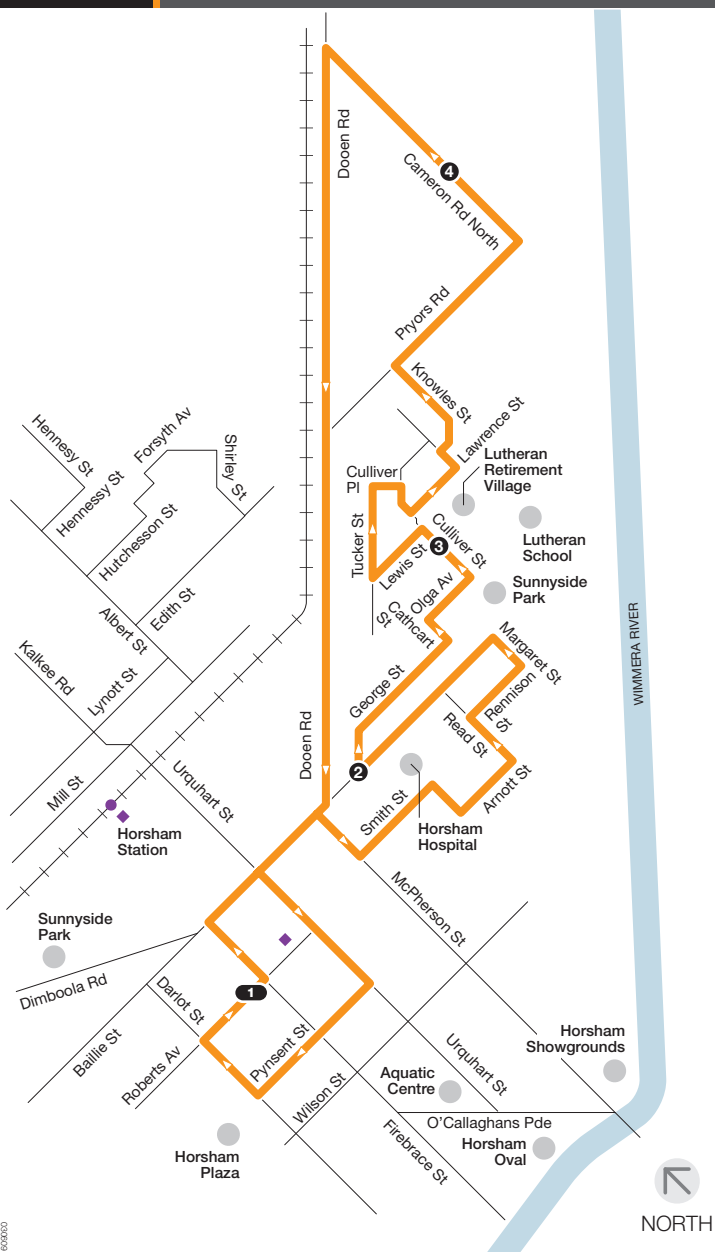 Dooen Rd
4
Cameron Rd North
Pryors Rd
Knowles St
Lawrence St
Hennesy St
Hennessy St
Forsyth Av
Shirley
St
Hutchesson St
Edith St
Albert St
Culliver
Pl
Tucker St
Lutheran
Retirement
Village
Lutheran
School
3
Culliver St
Lewis St
Olga Av
Sunnyside
Park
Cathcart
St
Margaret St
Rennison
St
Read St
George St
WIMMERA RIVER
Kalkee Rd
Lynott St
Mill St
Dooen Rd
2
Urquhart St
Smith St
Arnott St
Horsham
Hospital
Horsham
Station
McPherson St
Sunnyside
Park
Dimboola Rd
1
Darlot St
Baillie St
Roberts Av
Pynsent St
Wilson St
Urquhart St
Aquatic
Centre
Horsham
Showgrounds
O'Callaghans Pde
Firebrace St
Horsham
Oval
Horsham
Plaza
NORTH
030609